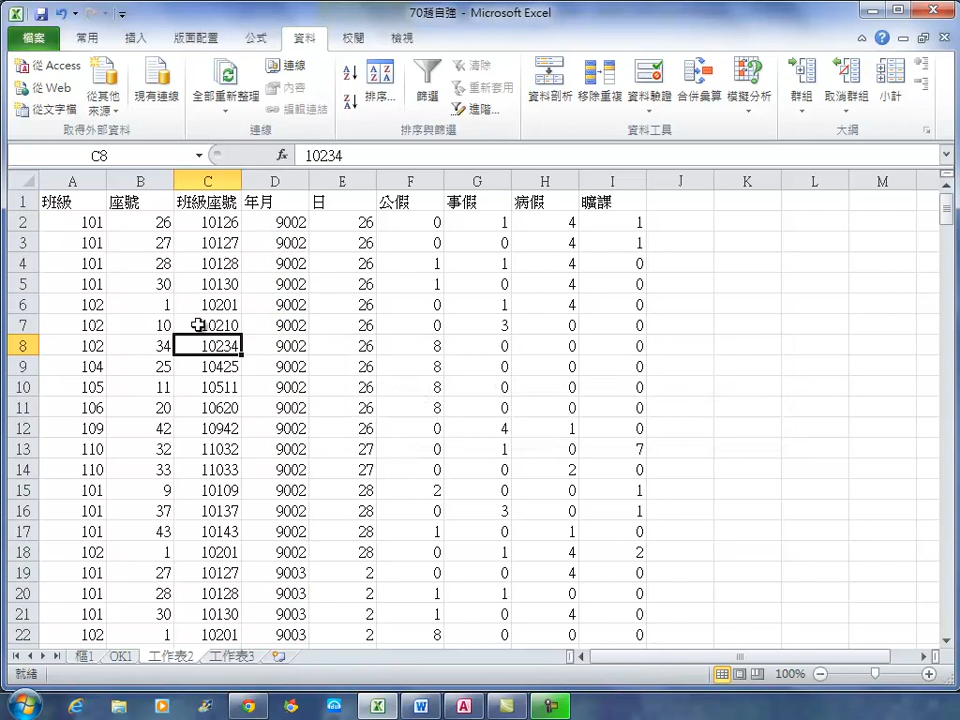 70趟自強 - Microsoft Excel
檔案 常用 插入 版面配置 公式 資料 校閱 檢視
從 Access 從 Web 從文字檔 從其他來源 現有連線 全部重新整理 連線 內容 編輯連結 排序... 篩選 清除 重新套用 進階... 資料剖析 移除重複 資料驗證 合併彙算 模擬分析 群組 取消群組 小計
取得外部資料 連線 排序與篩選 資料工具 大綱
C8 fx 10234
A B C D E F G H I J K L M
1 班級 座號 班級座號 年月 日 公假 事假 病假 曠課
2 101 26 10126 9002 26 0 1 4 1
3 101 27 10127 9002 26 0 0 4 1
4 101 28 10128 9002 26 1 1 4 0
5 101 30 10130 9002 26 1 0 4 0
6 102 1 10201 9002 26 0 1 4 0
7 102 10 10210 9002 26 0 3 0 0
8 102 34 10234 9002 26 8 0 0 0
9 104 25 10425 9002 26 8 0 0 0
10 105 11 10511 9002 26 8 0 0 0
11 106 20 10620 9002 26 8 0 0 0
12 109 42 10942 9002 26 0 4 1 0
13 110 32 11032 9002 27 0 1 0 7
14 110 33 11033 9002 27 0 0 2 0
15 101 9 10109 9002 28 2 0 0 1
16 101 37 10137 9002 28 0 3 0 1
17 101 43 10143 9002 28 1 0 1 0
18 102 1 10201 9002 28 0 1 4 2
19 101 27 10127 9003 2 0 0 4 0
20 101 28 10128 9003 2 1 1 0 0
21 101 30 10130 9003 2 1 0 4 0
22 102 1 10201 9003 2 8 0 0 0
樞1 OK1 工作表2 工作表3
就緒 100%